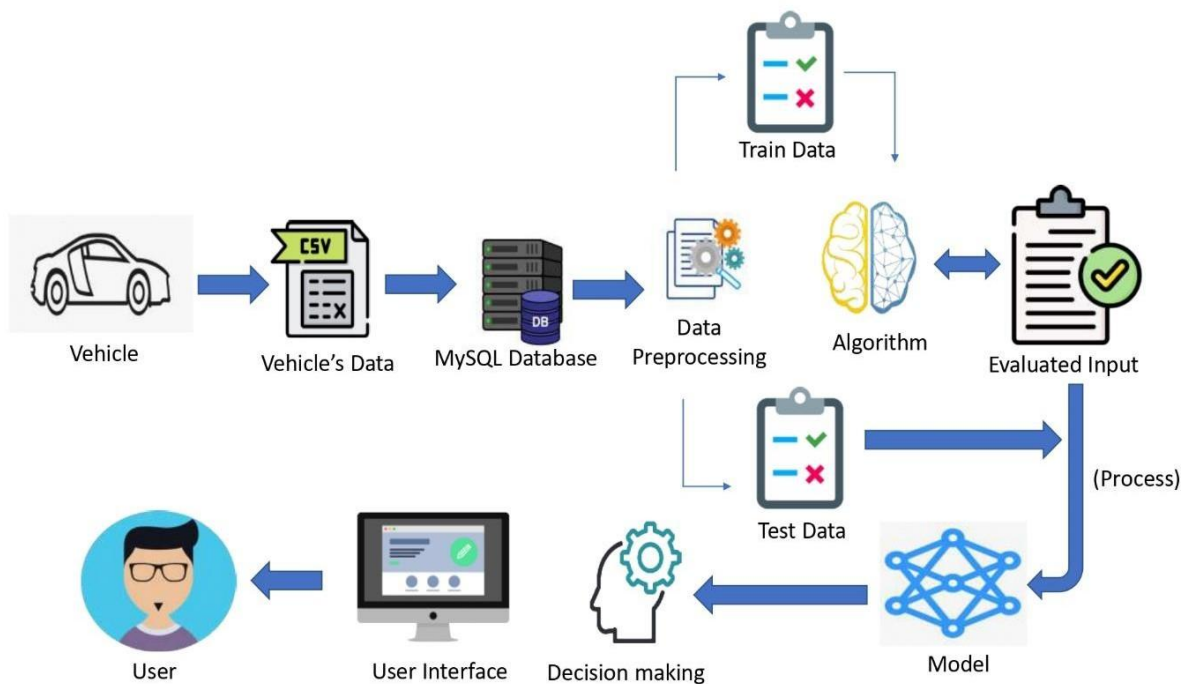 Train Data
CSV
DB
Vehicle
Vehicle's Data
MySQL Database
Data
Preprocessing
Algorithm
Evaluated Input
(Process)
Test Data
User
User Interface
Decision making
Model